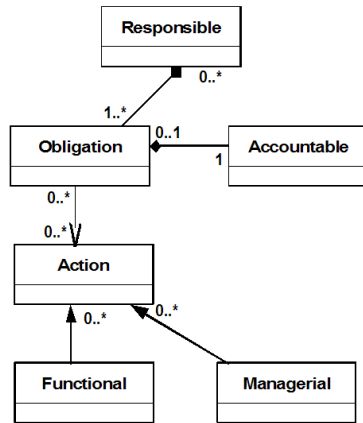 Responsible
0..*
1..*
0..1
Obligation
Accountable
1
0..*
0..*
Action
0..*
0..*
Functional
Managerial